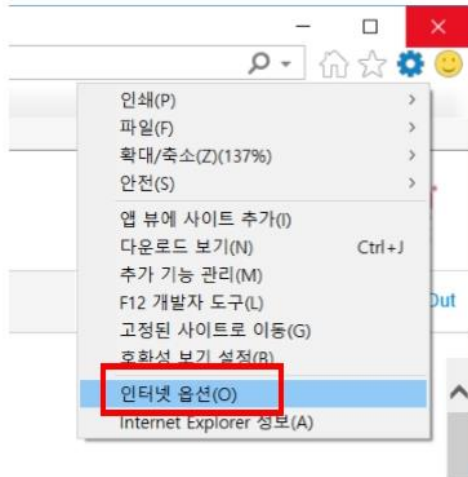 인쇄(P)
파일(F)
확대/축소(Z)(137%)
안전(S)
앱 뷰에 사이트 추가(I)
다운로드 보기(N) Ctrl+J
추가 기능 관리(M)
F12 개발자 도구(L)
고정된 사이트로 이동(G)
호환성 보기 설정(B)
인터넷 옵션(O)
Internet Explorer 정보(A)
Out